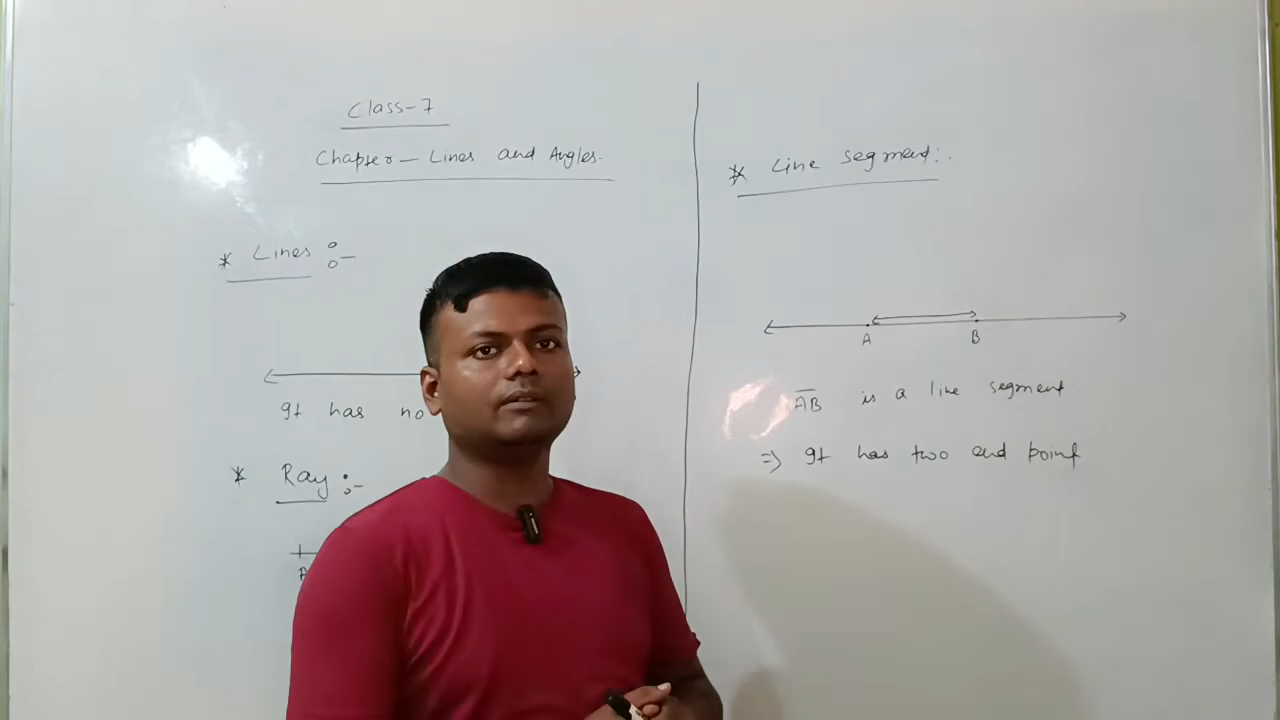 Class-7
Chapter - Lines and Angles.
* Lines :-
It has no
* Ray :-
A
* Line segment:.
A B
AB is a line segment
⇒ It has two end point